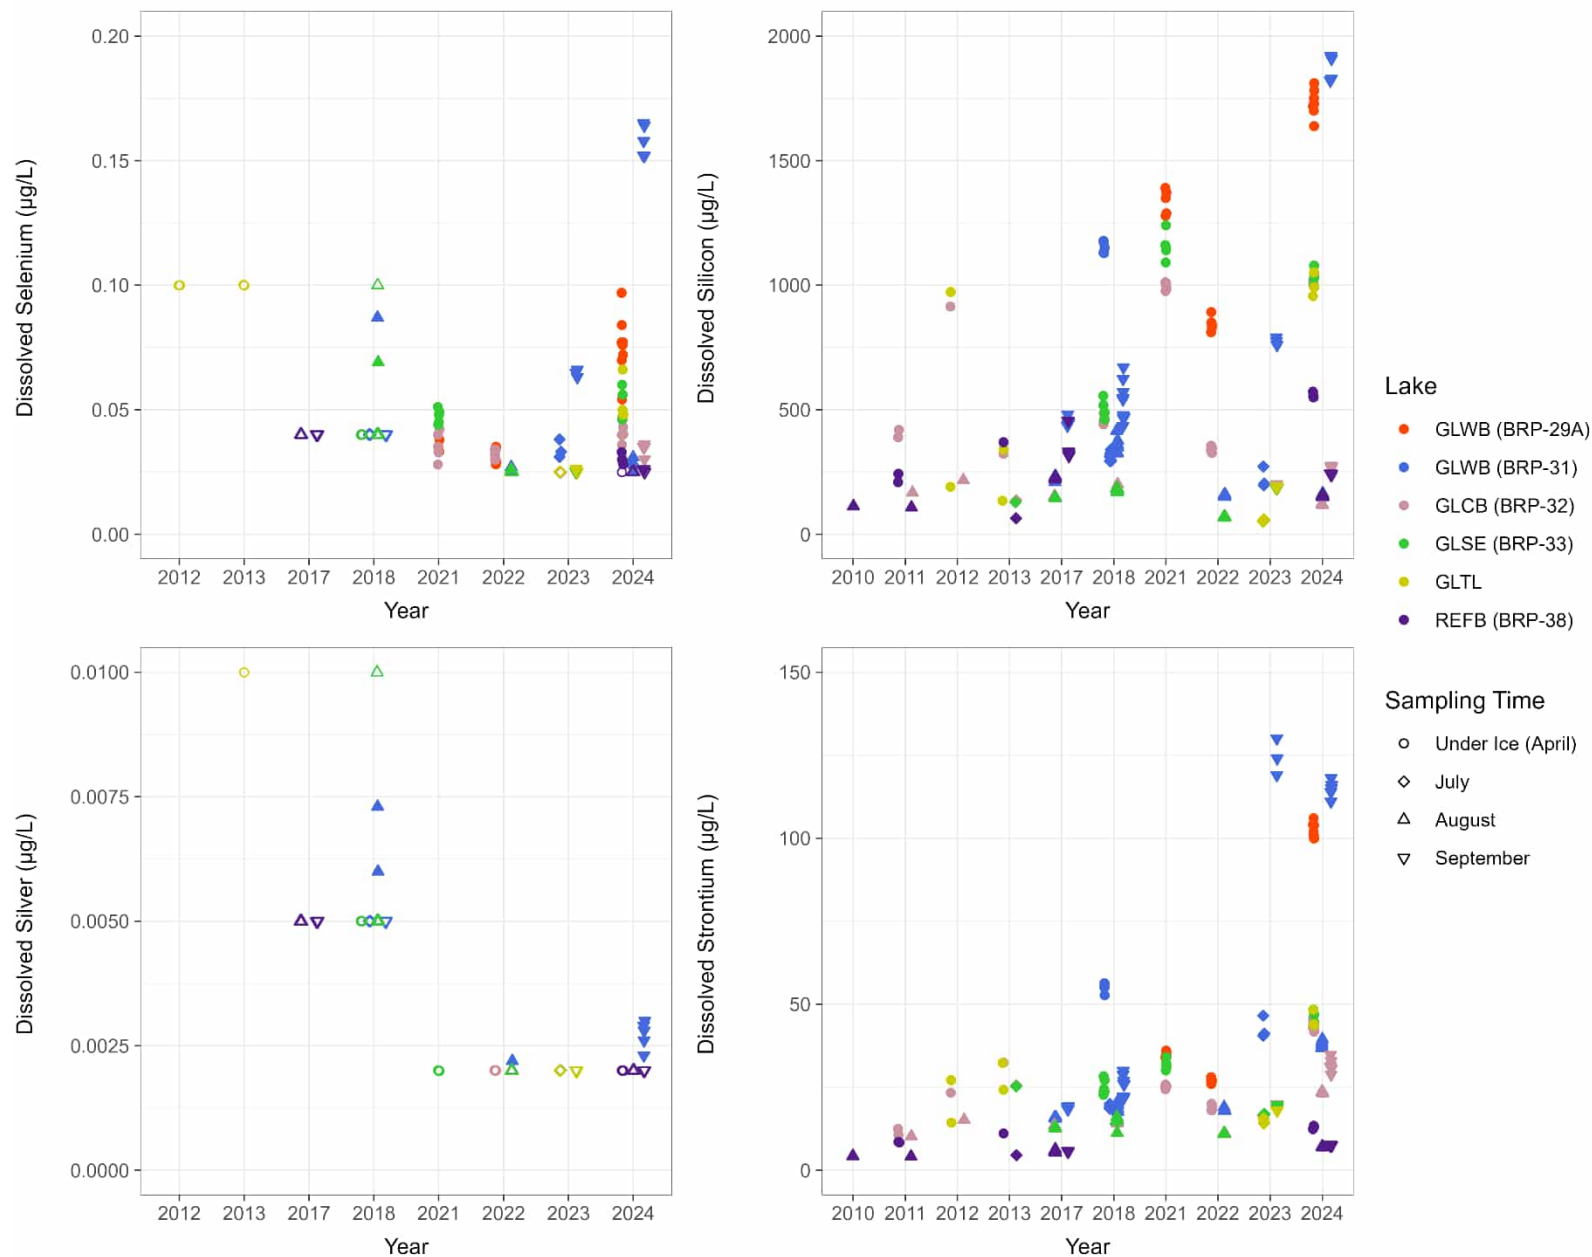 Dissolved Selenium (µg/L)
0.20
0.15
0.10
0.05
0.00
2012 2013 2017 2018 2021 2022 2023 2024
Year
Dissolved Silicon (µg/L)
2000
1500
1000
500
0
2010 2011 2012 2013 2017 2018 2021 2022 2023 2024
Year
Dissolved Silver (µg/L)
0.0100
0.0075
0.0050
0.0025
0.0000
2012 2013 2017 2018 2021 2022 2023 2024
Year
Dissolved Strontium (µg/L)
150
100
50
0
2010 2011 2012 2013 2017 2018 2021 2022 2023 2024
Year
Lake
GLWB (BRP-29A)
GLWB (BRP-31)
GLCB (BRP-32)
GLSE (BRP-33)
GLTL
REFB (BRP-38)
Sampling Time
Under Ice (April)
July
August
September